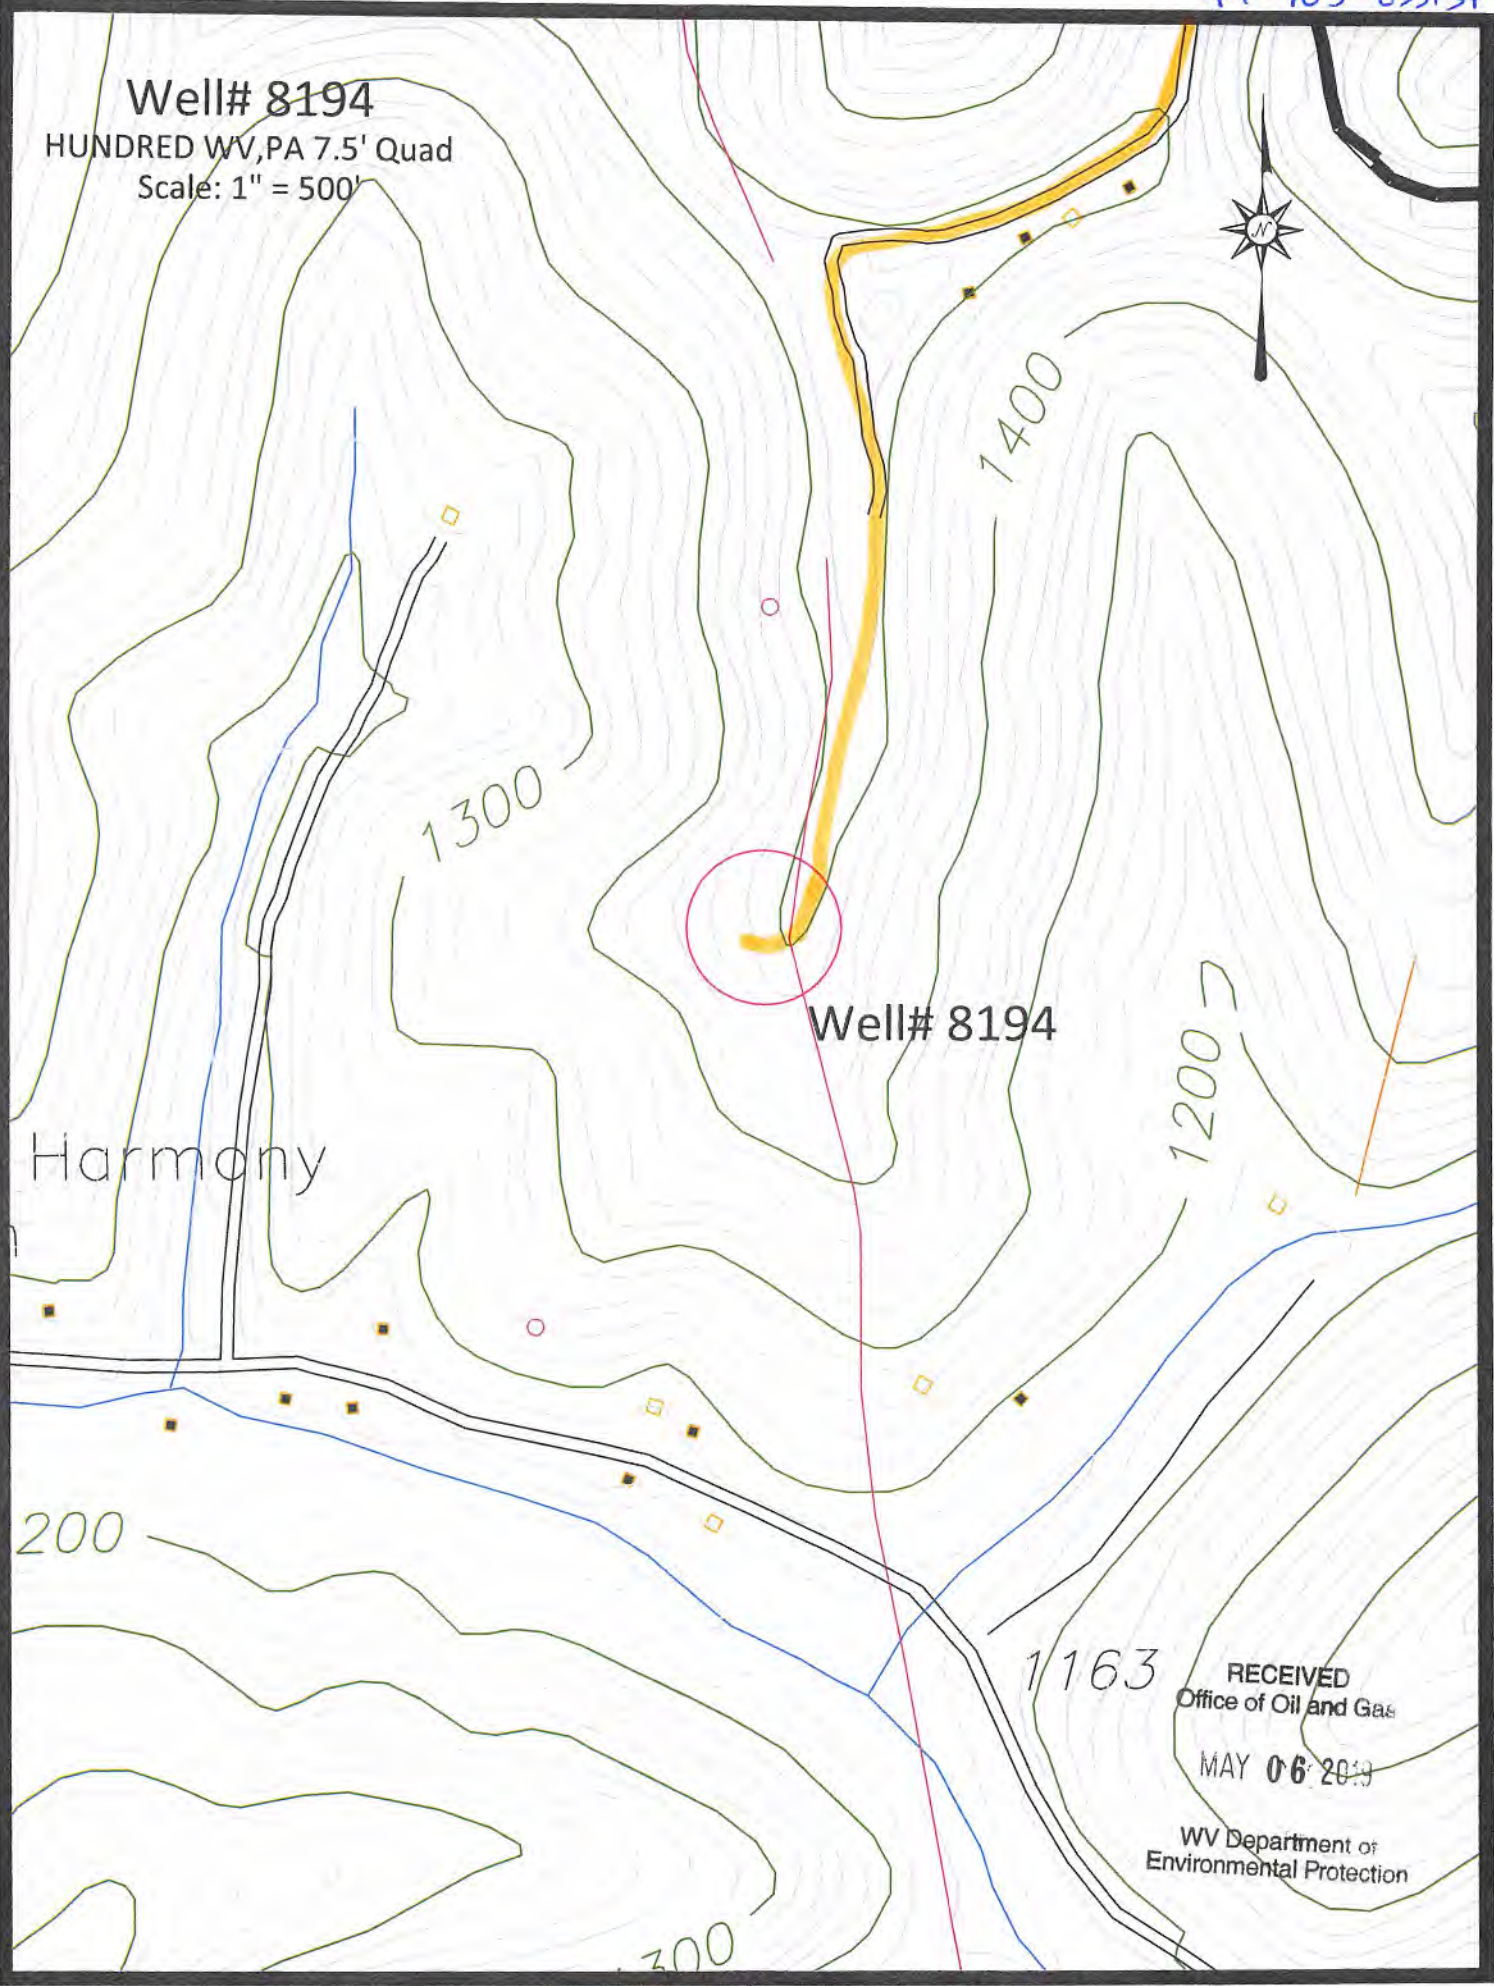 Well# 8194
HUNDRED WV,PA 7.5' Quad
Scale: 1" = 500'
N
1400
1300
Well# 8194
1200
Harmony
200
1163
RECEIVED
Office of Oil and Gas
MAY 06 2019
WV Department of
Environmental Protection
300